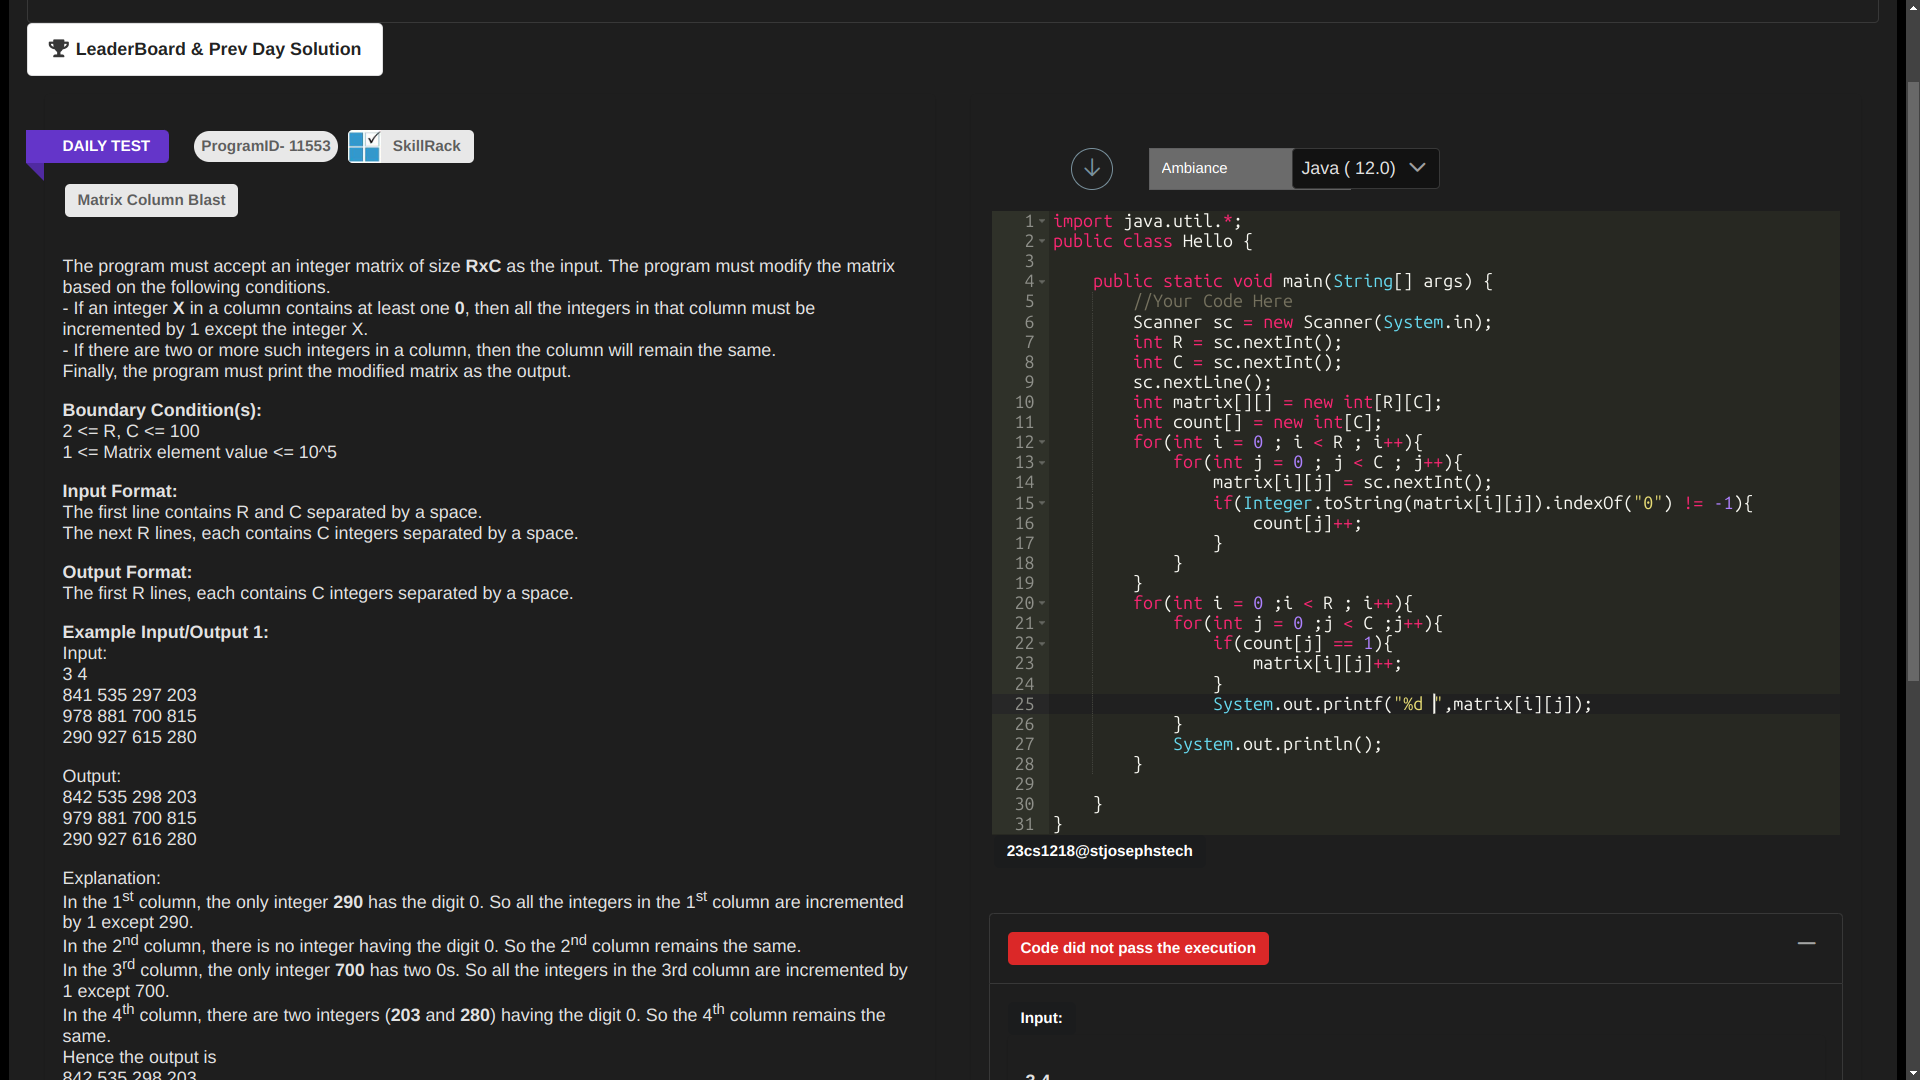 LeaderBoard & Prev Day Solution
DAILY TEST
ProgramID- 11553
SkillRack
Matrix Column Blast
The program must accept an integer matrix of size RxC as the input. The program must modify the matrix
based on the following conditions.
- If an integer X in a column contains at least one 0, then all the integers in that column must be
incremented by 1 except the integer X.
- If there are two or more such integers in a column, then the column will remain the same.
Finally, the program must print the modified matrix as the output.
Boundary Condition(s):
2 <= R, C <= 100
1 <= Matrix element value <= 10^5
Input Format:
The first line contains R and C separated by a space.
The next R lines, each contains C integers separated by a space.
Output Format:
The first R lines, each contains C integers separated by a space.
Example Input/Output 1:
Input:
3 4
841 535 297 203
978 881 700 815
290 927 615 280
Output:
842 535 298 203
979 881 700 815
290 927 616 280
Explanation:
In the 1st column, the only integer 290 has the digit 0. So all the integers in the 1st column are incremented
by 1 except 290.
In the 2nd column, there is no integer having the digit 0. So the 2nd column remains the same.
In the 3rd column, the only integer 700 has two 0s. So all the integers in the 3rd column are incremented by
1 except 700.
In the 4th column, there are two integers (203 and 280) having the digit 0. So the 4th column remains the
same.
Hence the output is
842 535 298 203
Ambiance
Java ( 12.0)
1 import java.util.*;
2 public class Hello {
3
4 public static void main(String[] args) {
5 //Your Code Here
6 Scanner sc = new Scanner(System.in);
7 int R = sc.nextInt();
8 int C = sc.nextInt();
9 sc.nextLine();
10 int matrix[][] = new int[R][C];
11 int count[] = new int[C];
12 for(int i = 0 ; i < R ; i++){
13 for(int j = 0 ; j < C ; j++){
14 matrix[i][j] = sc.nextInt();
15 if(Integer.toString(matrix[i][j]).indexOf("0") != -1){
16 count[j]++;
17 }
18 }
19 }
20 for(int i = 0 ;i < R ; i++){
21 for(int j = 0 ;j < C ;j++){
22 if(count[j] == 1){
23 matrix[i][j]++;
24 }
25 System.out.printf("%d ",matrix[i][j]);
26 }
27 System.out.println();
28 }
29
30 }
31 }
23cs1218@stjosephstech
Code did not pass the execution
Input:
3 4